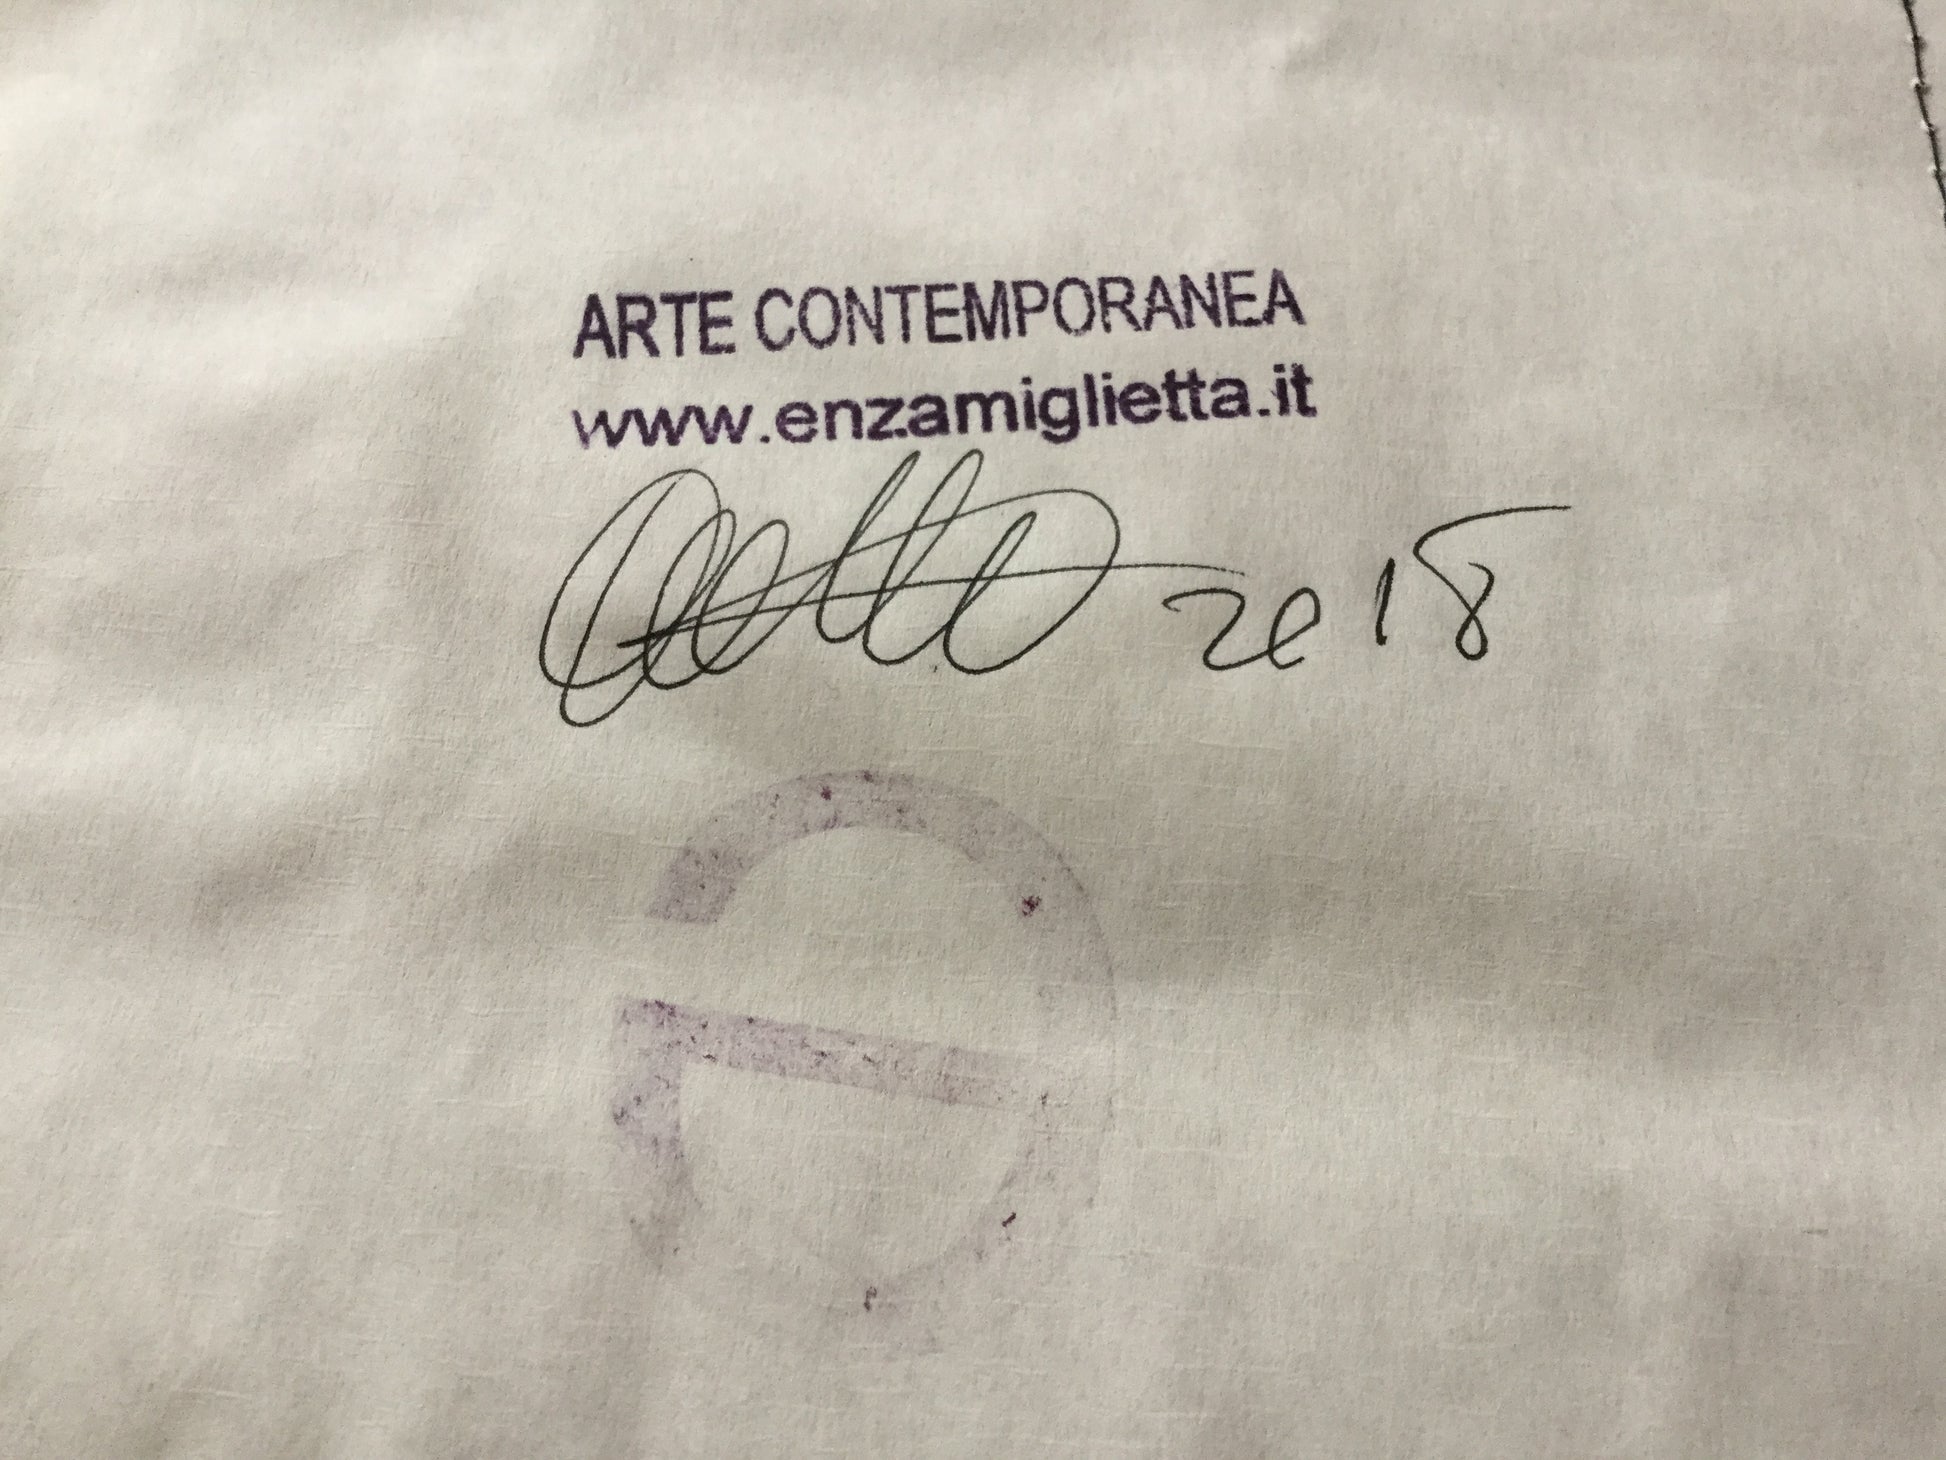 ARTE CONTEMPORANEA
www.enzamiglietta.it
2018